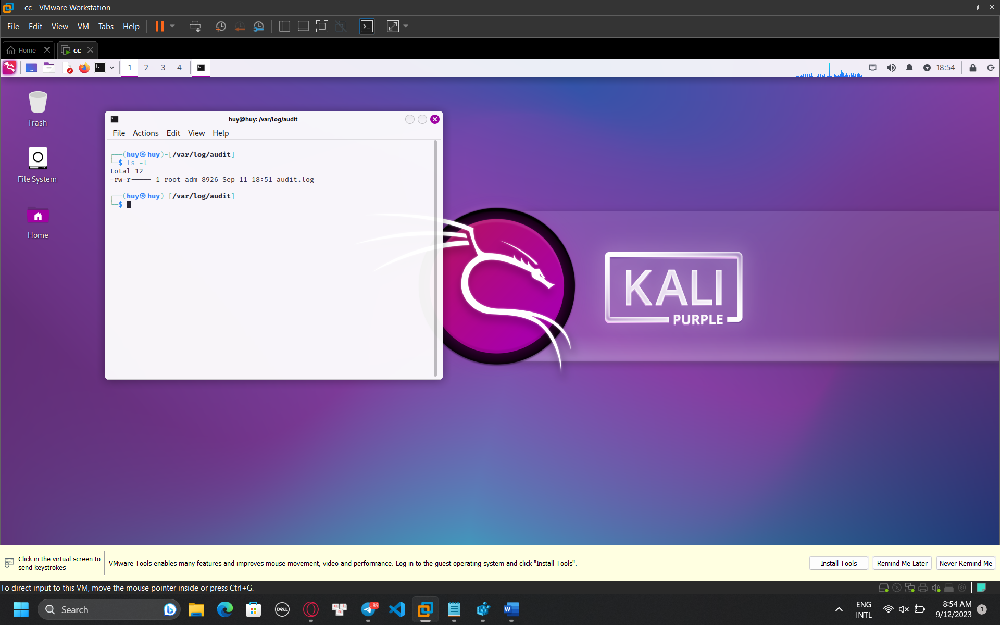 cc - VMware Workstation
File Edit View VM Tabs Help
Home cc
1 2 3 4 18:54
Trash
File System
Home
huy@huy: /var/log/audit
File Actions Edit View Help
┌──(huy㉿huy)-[/var/log/audit]
└─$ ls -l
total 12
-rw-r----- 1 root adm 8926 Sep 11 18:51 audit.log
┌──(huy㉿huy)-[/var/log/audit]
└─$
KALI
PURPLE
Click in the virtual screen to
send keystrokes
VMware Tools enables many features and improves mouse movement, video and performance. Log in to the guest operating system and click "Install Tools".
Install Tools Remind Me Later Never Remind Me
To direct input to this VM, move the mouse pointer inside or press Ctrl+G.
Search
DELL
.89
ENG
INTL
8:54 AM
9/12/2023
1